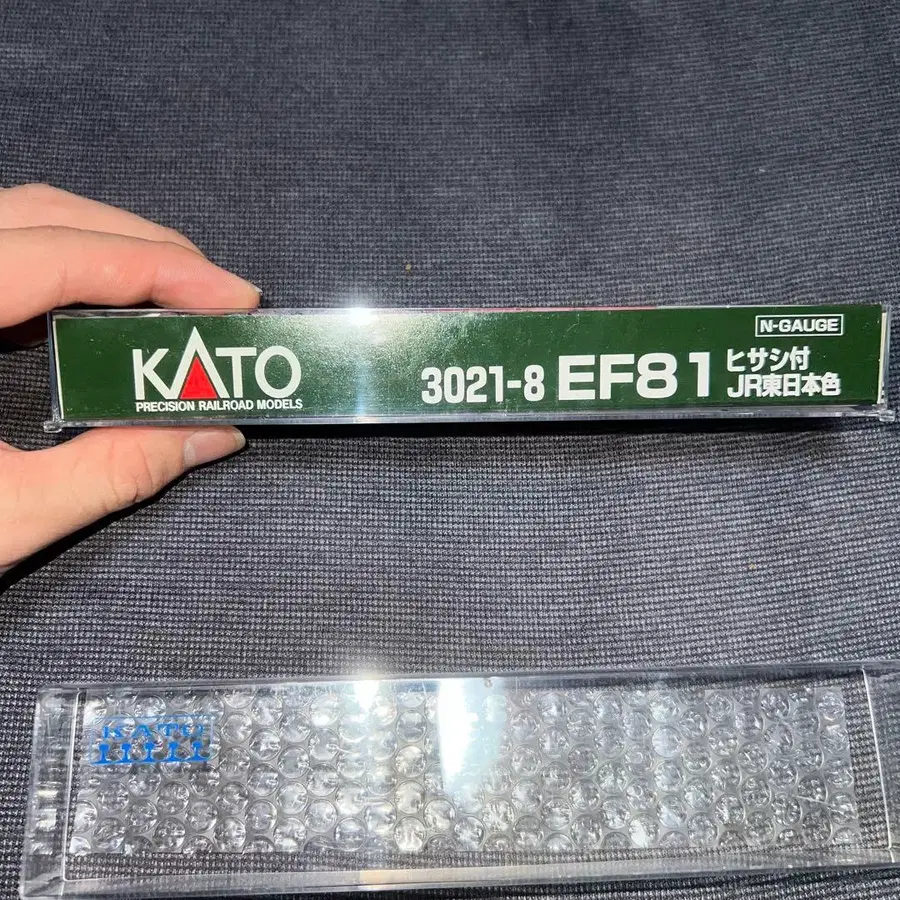 N-GAUGE
KATO
PRECISION RAILROAD MODELS
3021-8 EF81
ヒサシ付
JR東日本色
KATO